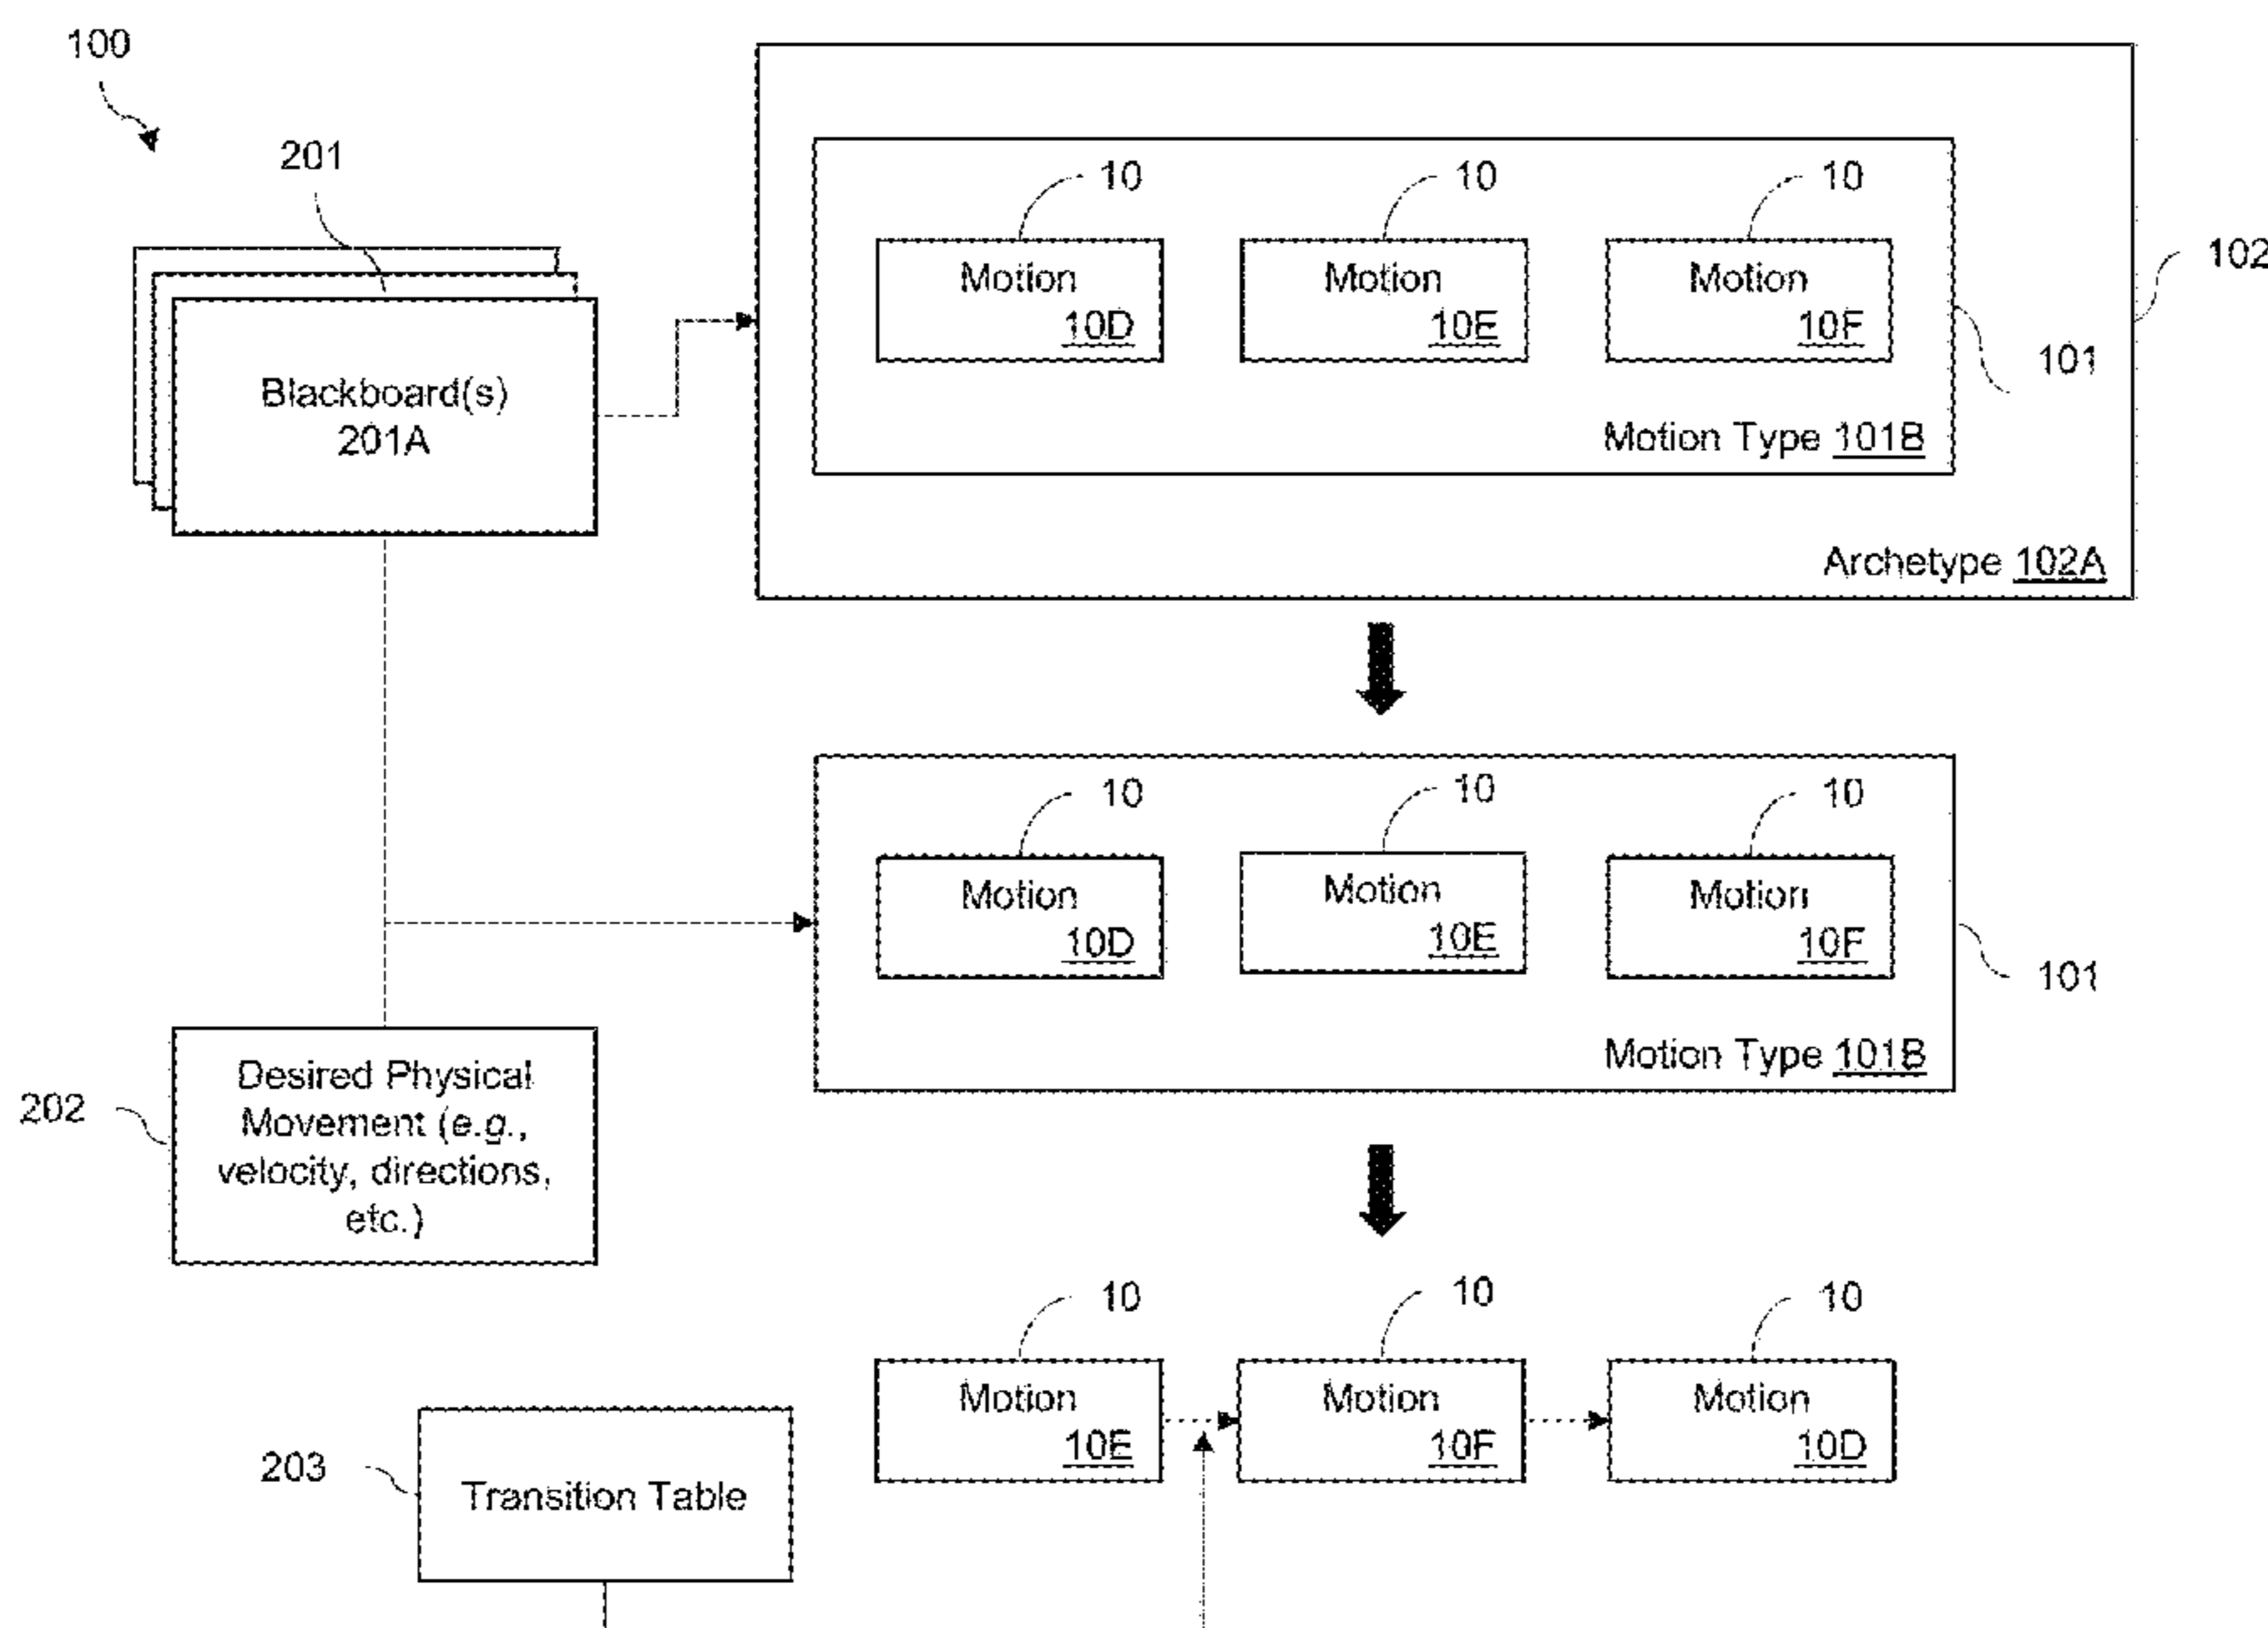 100
201
10
10
10
102
Motion
10D
Motion
10E
Motion
10F
101
Blackboard(s)
201A
Motion Type 101B
Archetype 102A
10
10
10
Motion
10D
Motion
10E
Motion
10F
101
Motion Type 101B
202
Desired Physical
Movement (e.g.,
velocity, directions,
etc.)
10
10
10
Motion
10E
Motion
10F
Motion
10D
203
Transition Table